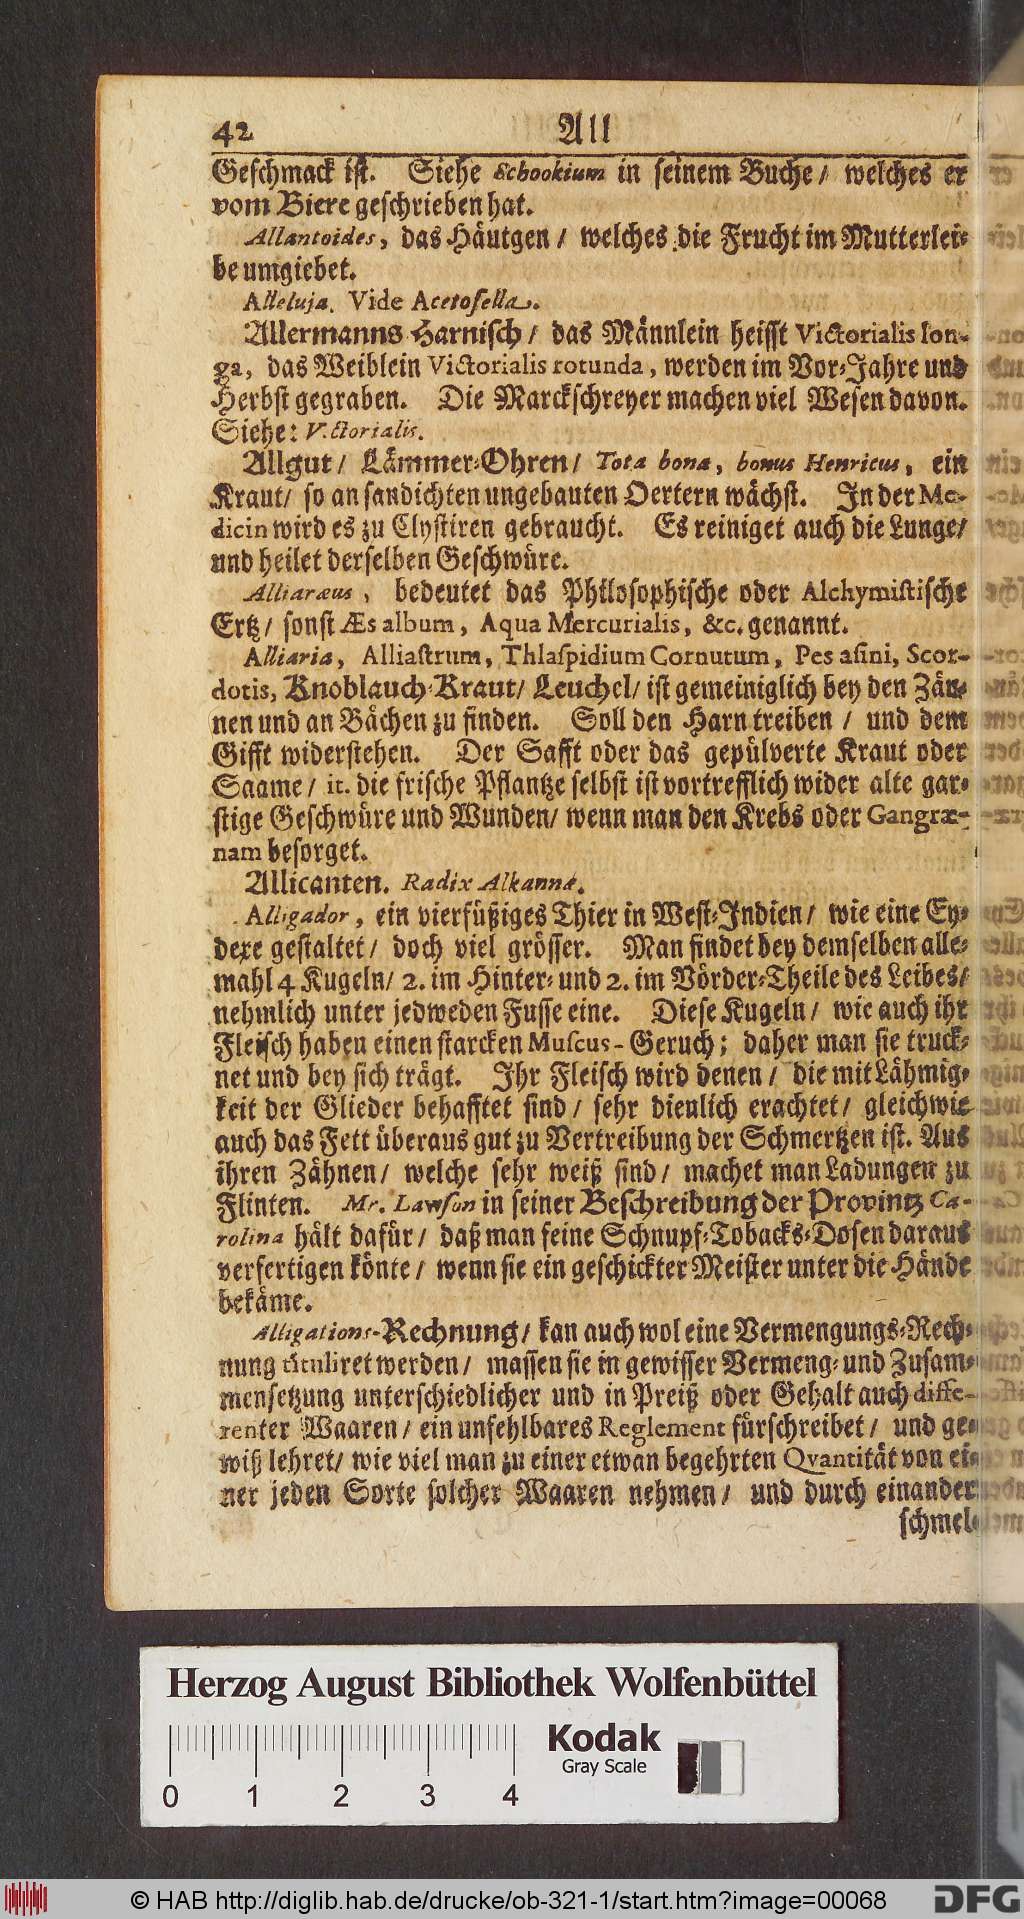 42 All
Geschmack ist. Siehe Schookium in seinem Buche / welches er
vom Biere geschrieben hat.
Allantoides, das Häutgen / welches die Frucht im Mutterlei-
be umgiebet.
Alleluja. Vide Acetosella.
Allermanns Harnisch / das Männlein heisst Victorialis lon-
ga, das Weiblein Victorialis rotunda, werden im Vor-Jahre und
Herbst gegraben. Die Marckschreyer machen viel Wesen davon.
Siehe: Victorialis.
Allgut / Lämmer-Ohren / Tota bona, bonus Henricus, ein
Kraut / so an sandichten ungebauten Oertern wächst. In der Me-
dicin wird es zu Clystiren gebraucht. Es reiniget auch die Lunge /
und heilet derselben Geschwüre.
Alliaræus, bedeutet das Philosophische oder Alchymistische
Ertz / sonst Æs album, Aqua Mercurialis, &c. genannt.
Alliaria, Alliastrum, Thlaspidium Cornutum, Pes asini, Scor-
dotis, Knoblauch-Kraut / Leuchel / ist gemeiniglich bey den Zäu-
nen und an Bächen zu finden. Soll den Harn treiben / und dem
Gifft widerstehen. Der Safft oder das gepülverte Kraut oder
Saame / it. die frische Pflantze selbst ist vortrefflich wider alte gar-
stige Geschwüre und Wunden / wenn man den Krebs oder Gangræ-
nam besorget.
Allicanten. Radix Alkannæ.
Alligador, ein vierfüßiges Thier in West-Indien / wie eine Ey-
dexe gestaltet / doch viel grösser. Man findet bey demselben alle-
mahl 4 Kugeln / 2. im Hinter- und 2. im Vörder-Theile des Leibes /
nehmlich unter jedweden Fusse eine. Diese Kugeln / wie auch ihr
Fleisch haben einen starcken Muscus-Geruch; daher man sie truck-
net und bey sich trägt. Ihr Fleisch wird denen / die mit Lähmig-
keit der Glieder behafftet sind / sehr dienlich erachtet / gleichwie
auch das Fett überaus gut zu Vertreibung der Schmertzen ist. Aus
ihren Zähnen / welche sehr weiß sind / machet man Ladungen zu
Flinten. Mr. Lawson in seiner Beschreibung der Provintz Ca-
rolina hält dafür / daß man feine Schnupf-Tobacks-Dosen daraus
verfertigen könte / wenn sie ein geschickter Meister unter die Hände
bekäme.
Alligations-Rechnung / kan auch wol eine Vermengungs-Rech-
nung tituliret werden / massen sie in gewisser Vermeng- und Zusam-
mensetzung unterschiedlicher und in Preiß oder Gehalt auch diffe-
renter Waaren / ein unfehlbares Reglement fürschreibet / und ge-
wiß lehret / wie viel man zu einer etwan begehrten Qvantität von ei-
ner jeden Sorte solcher Waaren nehmen / und durch einander
schmel-
Herzog August Bibliothek Wolfenbüttel
Kodak
Gray Scale
0 1 2 3 4
© HAB http://diglib.hab.de/drucke/ob-321-1/start.htm?image=00068
DFG